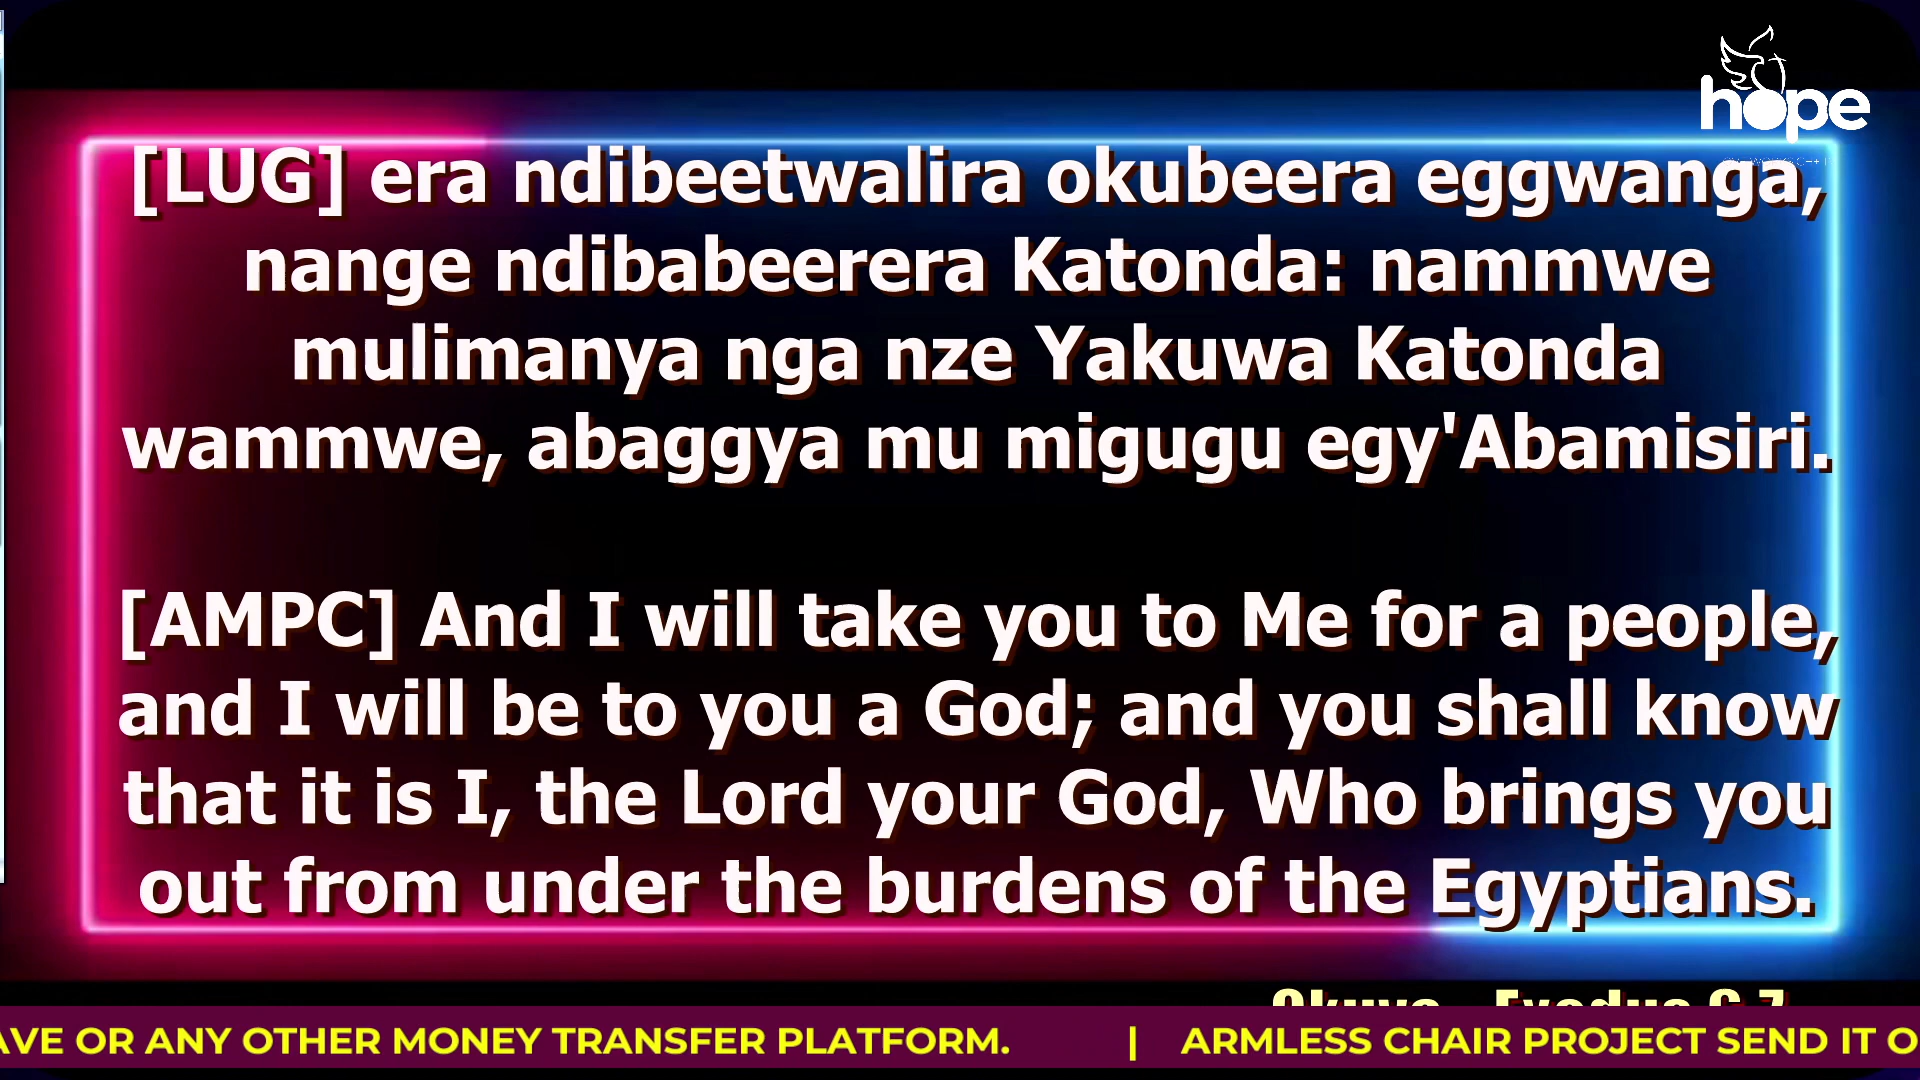 hope
[LUG] era ndibeetwalira okubeera eggwanga,
nange ndibabeerera Katonda: nammwe
mulimanya nga nze Yakuwa Katonda
wammwe, abaggya mu migugu egy'Abamisiri.
[AMPC] And I will take you to Me for a people,
and I will be to you a God; and you shall know
that it is I, the Lord your God, Who brings you
out from under the burdens of the Egyptians.
Exodus 6:7
OR ANY OTHER MONEY TRANSFER PLATFORM. | ARMLESS CHAIR PROJECT SEND IT